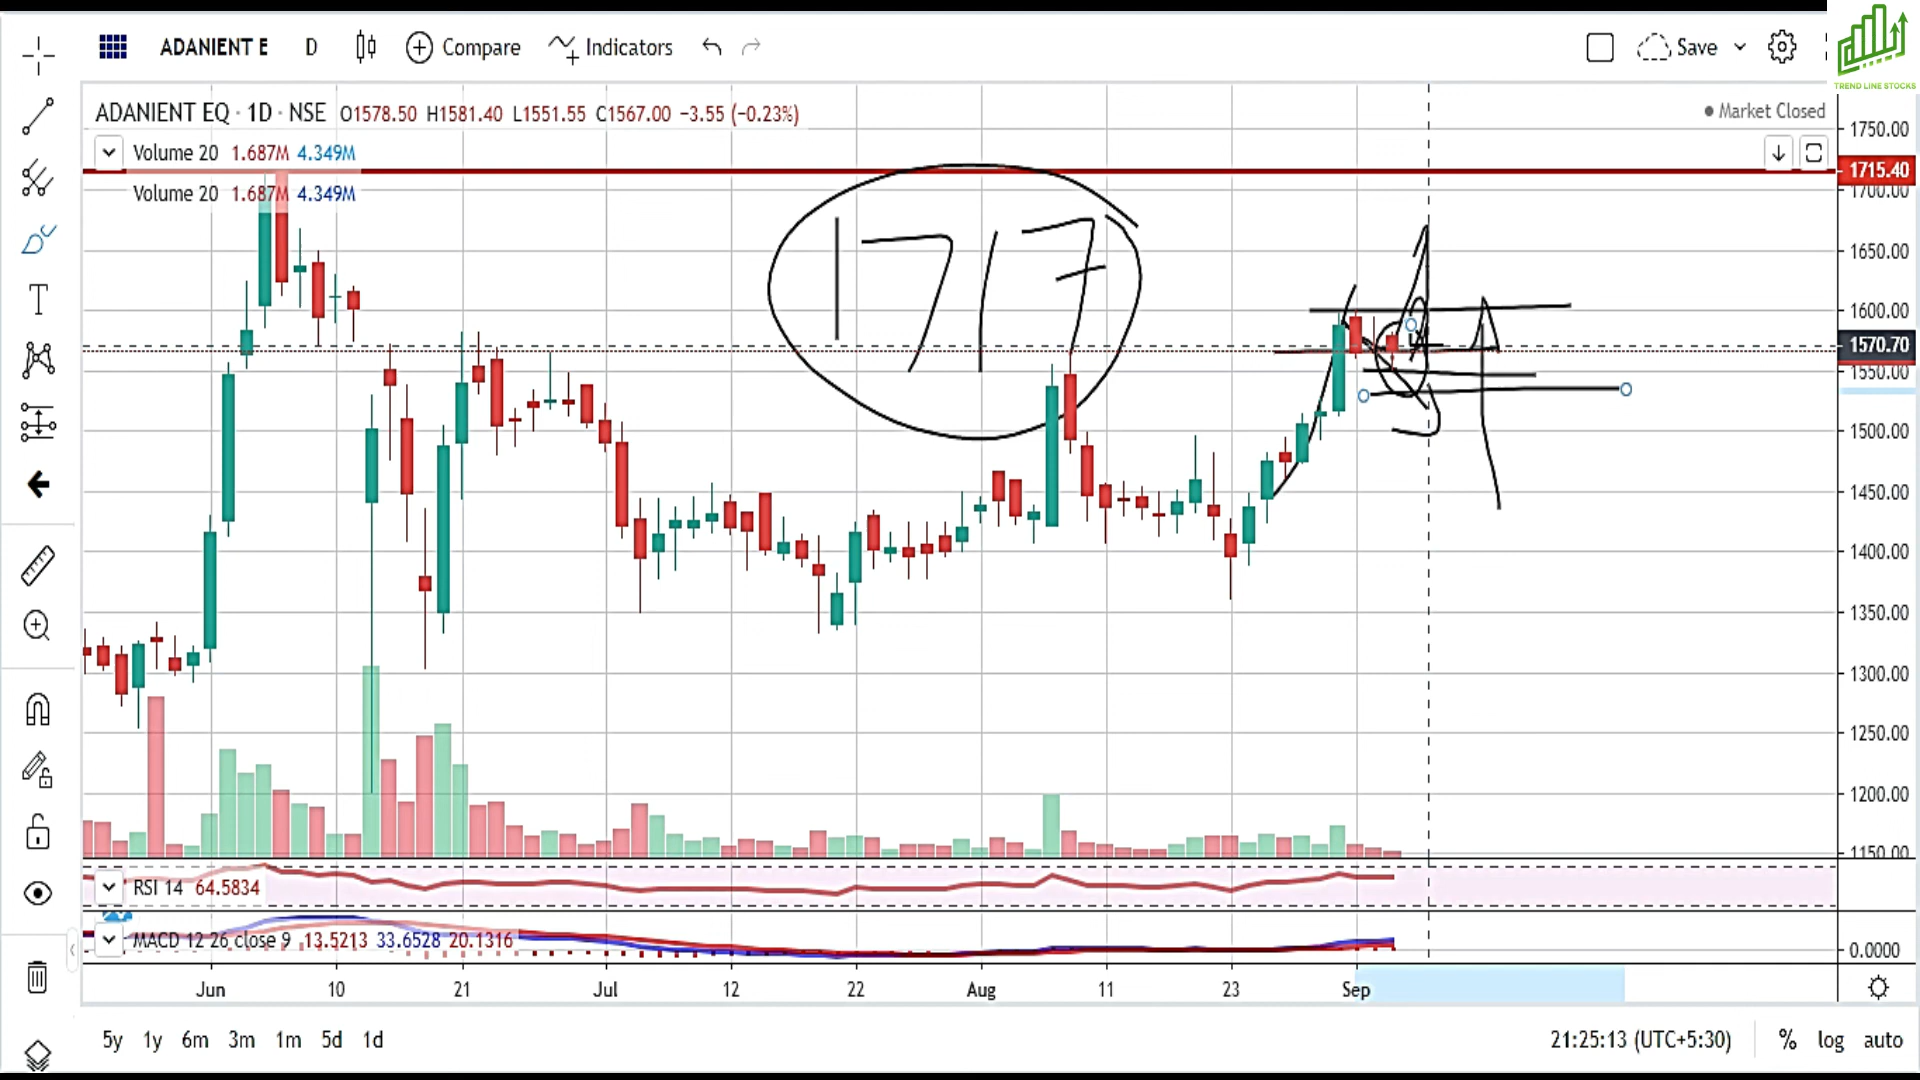 ADANIENT E D Compare Indicators Save
TREND LINE STOCKS
ADANIENT EQ · 1D · NSE O1578.50 H1581.40 L1551.55 C1567.00 −3.55 (−0.23%)
Market Closed
Volume 20 1.687M 4.349M
Volume 20 1.687M 4.349M
1717
1750.00
1715.40
1700.00
1650.00
1600.00
1570.70
1550.00
1500.00
1450.00
1400.00
1350.00
1300.00
1250.00
1200.00
1150.00
RSI 14 64.5834
MACD 12 26 close 9 13.5213 33.6528 20.1316
0.0000
Jun 10 21 Jul 12 22 Aug 11 23 Sep
5y 1y 6m 3m 1m 5d 1d
21:25:13 (UTC+5:30) % log auto